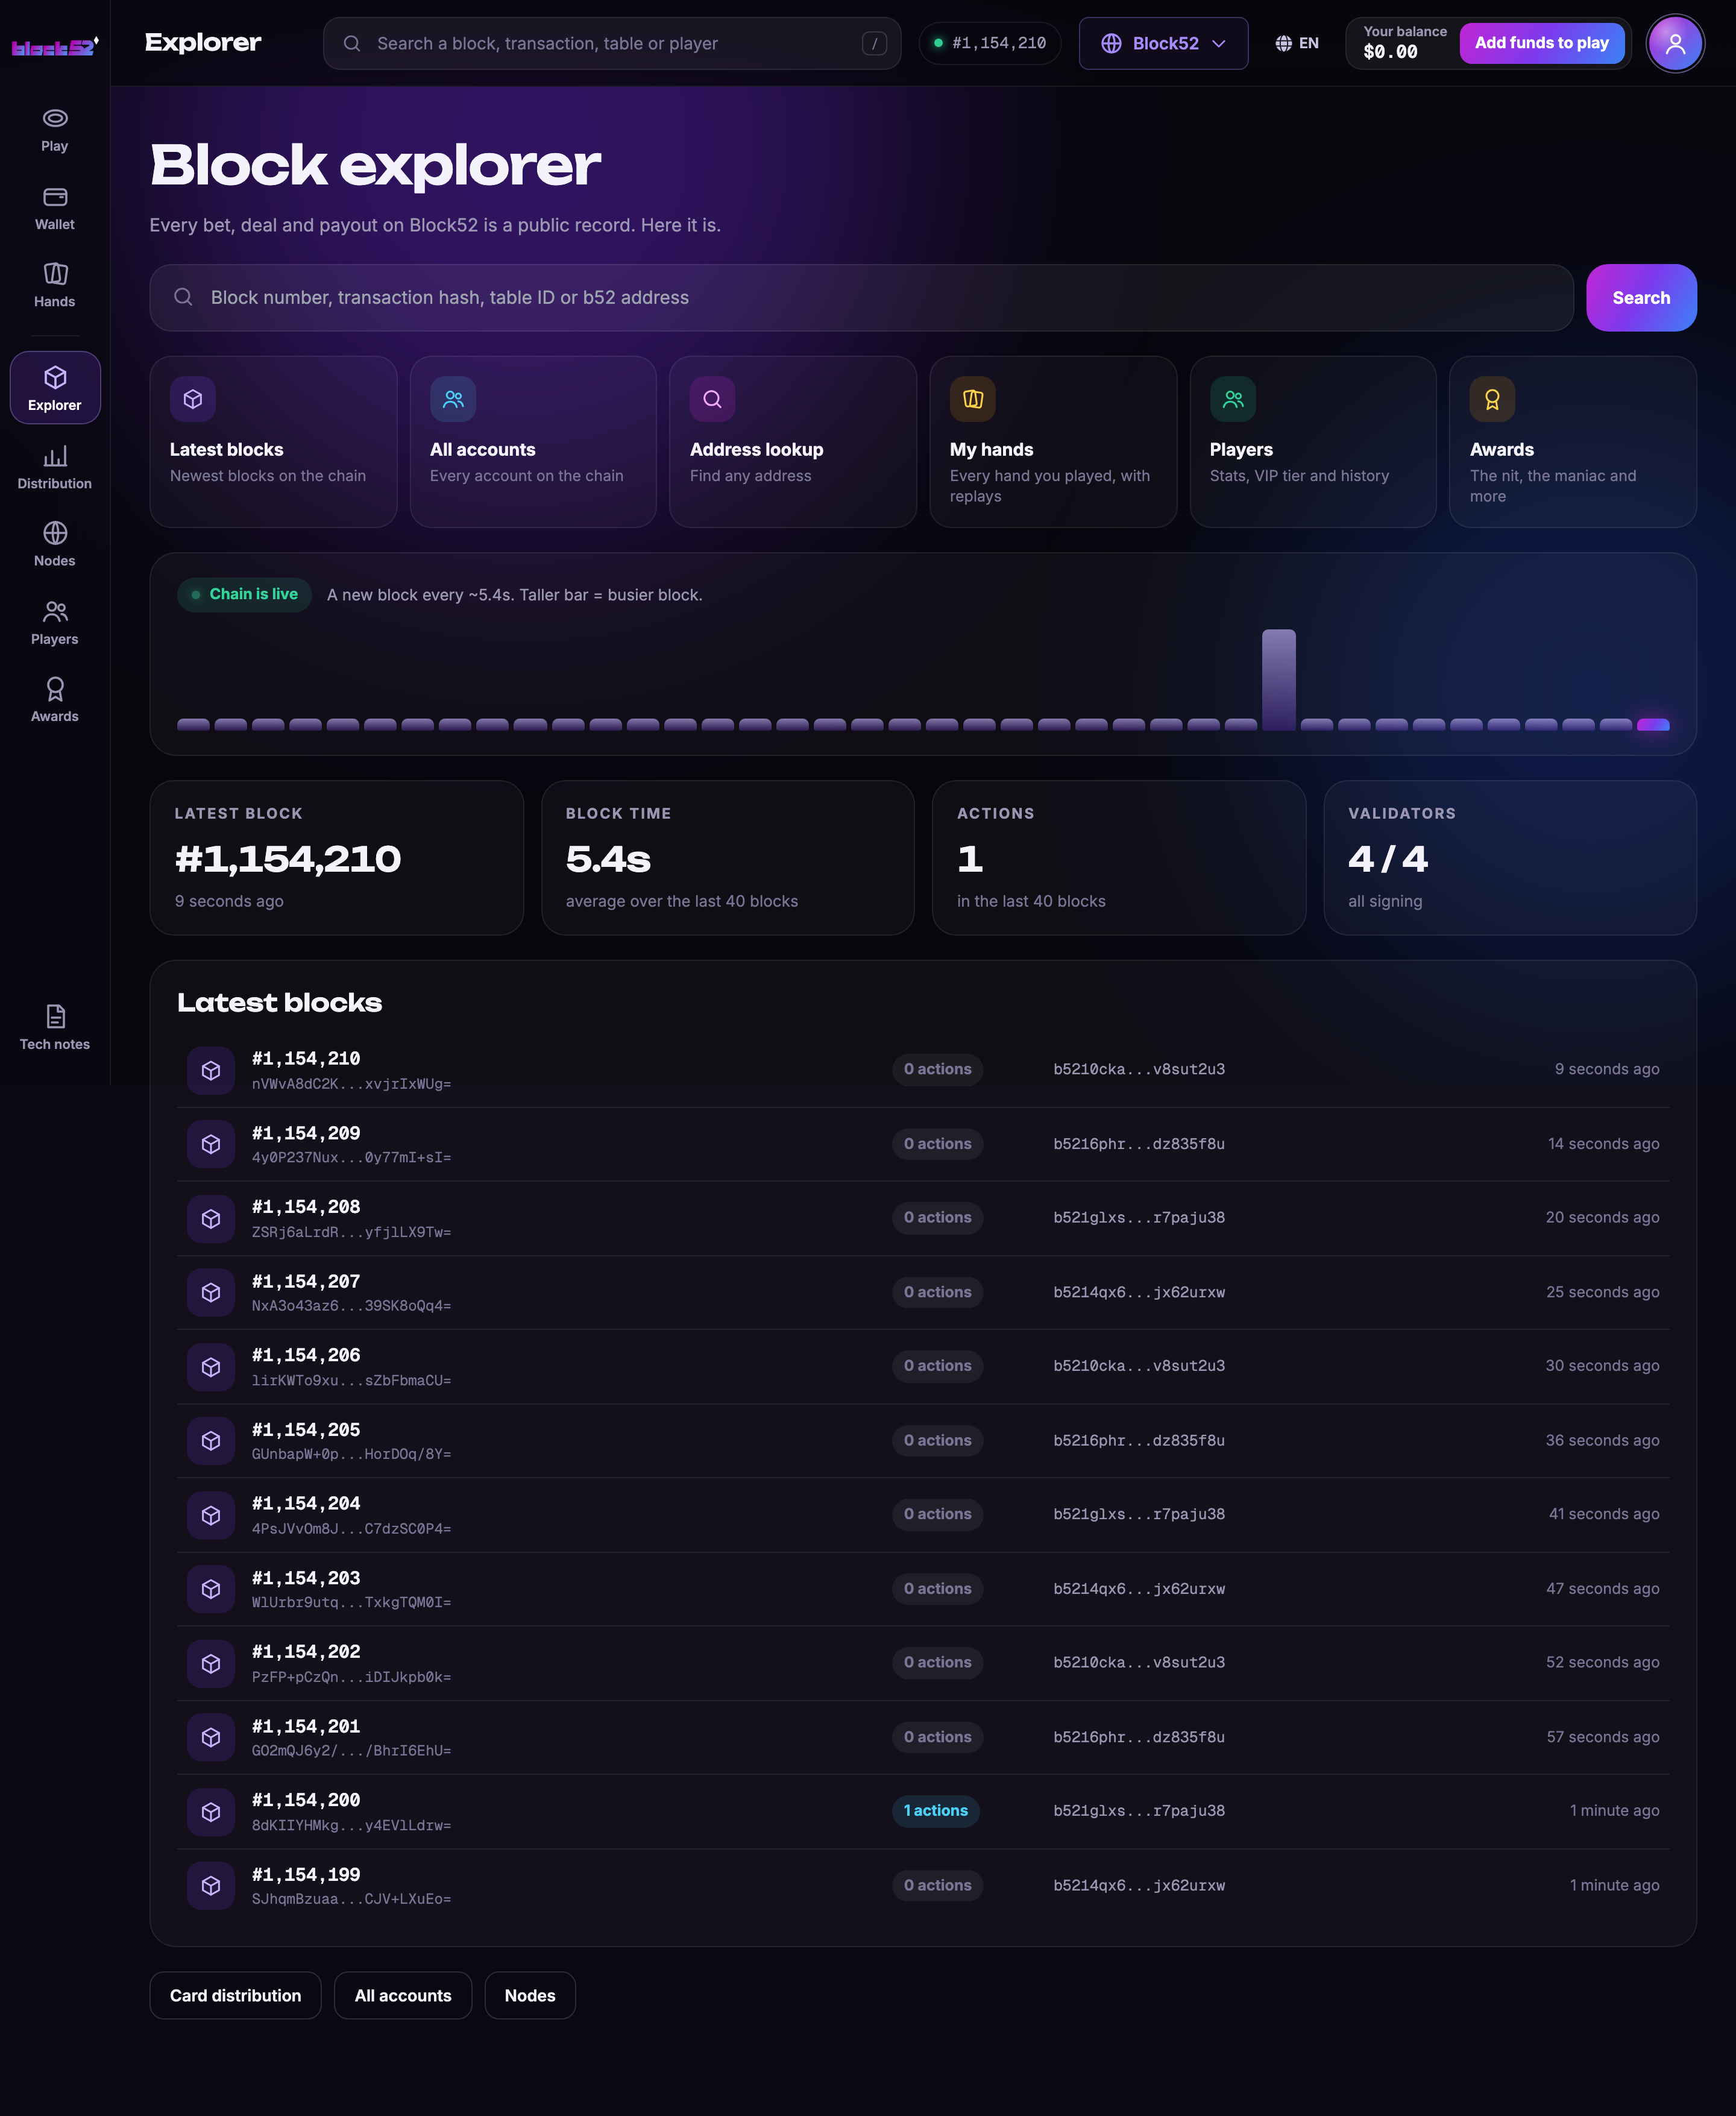 block52
Explorer
Search a block, transaction, table or player
/
#1,154,210
Block52
EN
Your balance
$0.00
Add funds to play
Play
Wallet
Hands
Explorer
Distribution
Nodes
Players
Awards
Tech notes
Block explorer
Every bet, deal and payout on Block52 is a public record. Here it is.
Block number, transaction hash, table ID or b52 address
Search
Latest blocks
Newest blocks on the chain
All accounts
Every account on the chain
Address lookup
Find any address
My hands
Every hand you played, with
replays
Players
Stats, VIP tier and history
Awards
The nit, the maniac and
more
Chain is live
A new block every ~5.4s. Taller bar = busier block.
LATEST BLOCK
#1,154,210
9 seconds ago
BLOCK TIME
5.4s
average over the last 40 blocks
ACTIONS
1
in the last 40 blocks
VALIDATORS
4 / 4
all signing
Latest blocks
#1,154,210
nVWvA8dC2K...xvjrIxWUg=
0 actions
b5210cka...v8sut2u3
9 seconds ago
#1,154,209
4y0P237Nux...0y77mI+sI=
0 actions
b5216phr...dz835f8u
14 seconds ago
#1,154,208
ZSRj6aLrdR...yfjlLX9Tw=
0 actions
b521glxs...r7paju38
20 seconds ago
#1,154,207
NxA3o43az6...39SK8oQq4=
0 actions
b5214qx6...jx62urxw
25 seconds ago
#1,154,206
lirKWTo9xu...sZbFbmaCU=
0 actions
b5210cka...v8sut2u3
30 seconds ago
#1,154,205
GUnbapW+0p...HorDOq/8Y=
0 actions
b5216phr...dz835f8u
36 seconds ago
#1,154,204
4PsJVvOm8J...C7dzSC0P4=
0 actions
b521glxs...r7paju38
41 seconds ago
#1,154,203
WlUrbr9utq...TxkgTQM0I=
0 actions
b5214qx6...jx62urxw
47 seconds ago
#1,154,202
PzFP+pCzQn...iDIJkpb0k=
0 actions
b5210cka...v8sut2u3
52 seconds ago
#1,154,201
GO2mQJ6y2/.../BhrI6EhU=
0 actions
b5216phr...dz835f8u
57 seconds ago
#1,154,200
8dKIIYHMkg...y4EVlLdrw=
1 actions
b521glxs...r7paju38
1 minute ago
#1,154,199
SJhqmBzuaa...CJV+LXuEo=
0 actions
b5214qx6...jx62urxw
1 minute ago
Card distribution
All accounts
Nodes